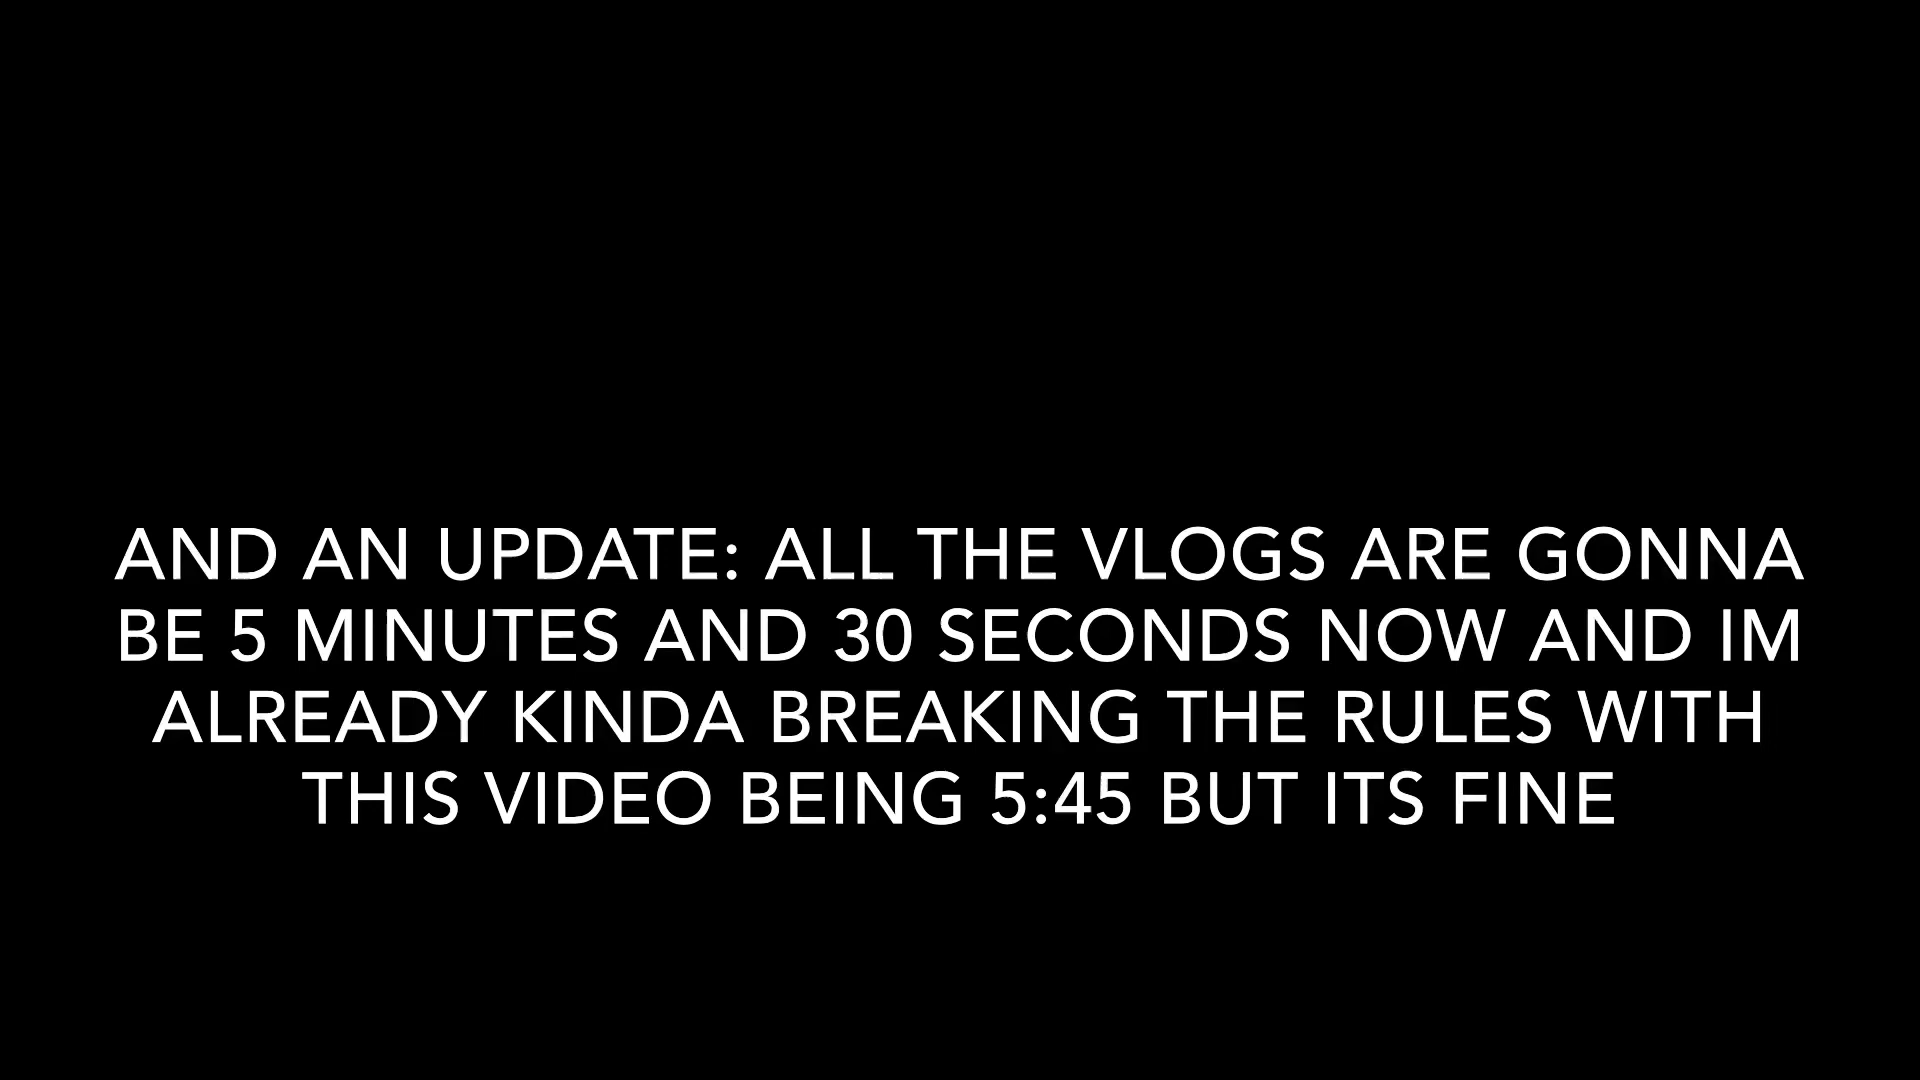 AND AN UPDATE: ALL THE VLOGS ARE GONNA
BE 5 MINUTES AND 30 SECONDS NOW AND IM
ALREADY KINDA BREAKING THE RULES WITH
THIS VIDEO BEING 5:45 BUT ITS FINE